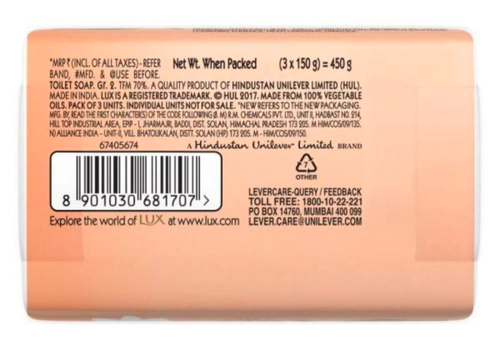 *MRP ₹ (INCL. OF ALL TAXES) - REFER
BAND, #MFD. & @USE BEFORE.
Net Wt. When Packed (3 x 150 g) = 450 g
TOILET SOAP. Gr. 2. TFM 70%. A QUALITY PRODUCT OF HINDUSTAN UNILEVER LIMITED (HUL).
MADE IN INDIA. LUX IS A REGISTERED TRADEMARK. © HUL 2017. MADE FROM 100% VEGETABLE
OILS. PACK OF 3 UNITS. INDIVIDUAL UNITS NOT FOR SALE. *NEW REFERS TO THE NEW PACKAGING.
MFG. BY, READ THE FIRST CHARACTER(S) OF THE CODE FOLLOWING @. M) R.M. CHEMICALS PVT. LTD., UNIT II, HADBAST NO. 214,
HILL TOP INDUSTRIAL AREA, EPIP - I, JHARMAJRI, BADDI, DIST. SOLAN, HIMACHAL PRADESH 173 205. M-HIM/COS/09/135.
N) ALLIANCE INDIA - UNIT-II, VILL. BHATOLIKALAN, DISTT. SOLAN (HP) 173 205. M - HIM/COS/09/150.
67405674
A Hindustan Unilever Limited BRAND
7
OTHER
8 901030 681707 >
LEVERCARE-QUERY / FEEDBACK
TOLL FREE: 1800-10-22-221
PO BOX 14760, MUMBAI 400 099
LEVER.CARE@UNILEVER.COM
Explore the world of LUX at www.lux.com